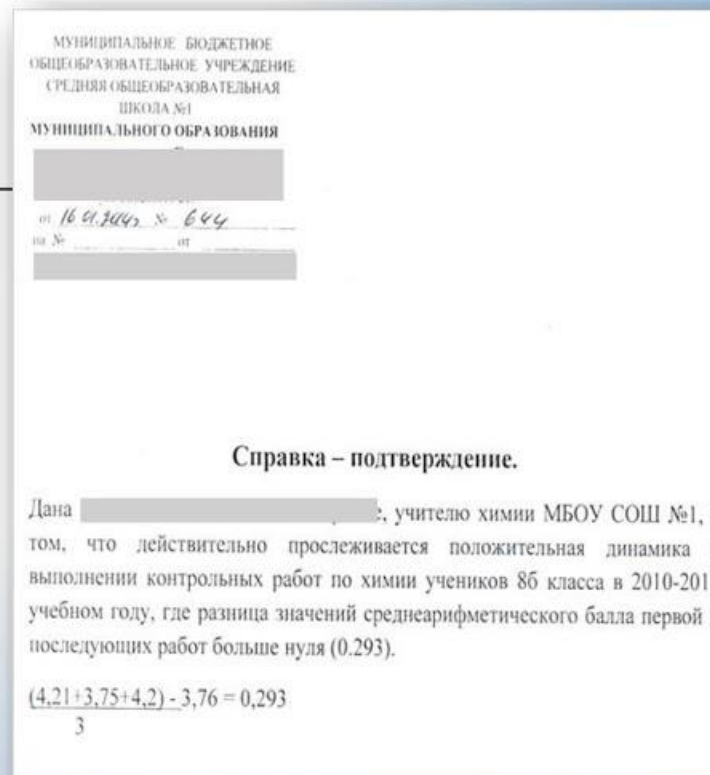 МУНИЦИПАЛЬНОЕ БЮДЖЕТНОЕ
ОБЩЕОБРАЗОВАТЕЛЬНОЕ УЧРЕЖДЕНИЕ
СРЕДНЯЯ ОБЩЕОБРАЗОВАТЕЛЬНАЯ
ШКОЛА №1
МУНИЦИПАЛЬНОГО ОБРАЗОВАНИЯ
от 16 № 644
на № от
Справка – подтверждение.
Дана , учителю химии МБОУ СОШ №1,
том, что действительно прослеживается положительная динамика
выполнении контрольных работ по химии учеников 8б класса в 2010-201
учебном году, где разница значений среднеарифметического балла первой
последующих работ больше нуля (0.293).
(4,21+3,75+4,2) - 3,76 = 0,293
3